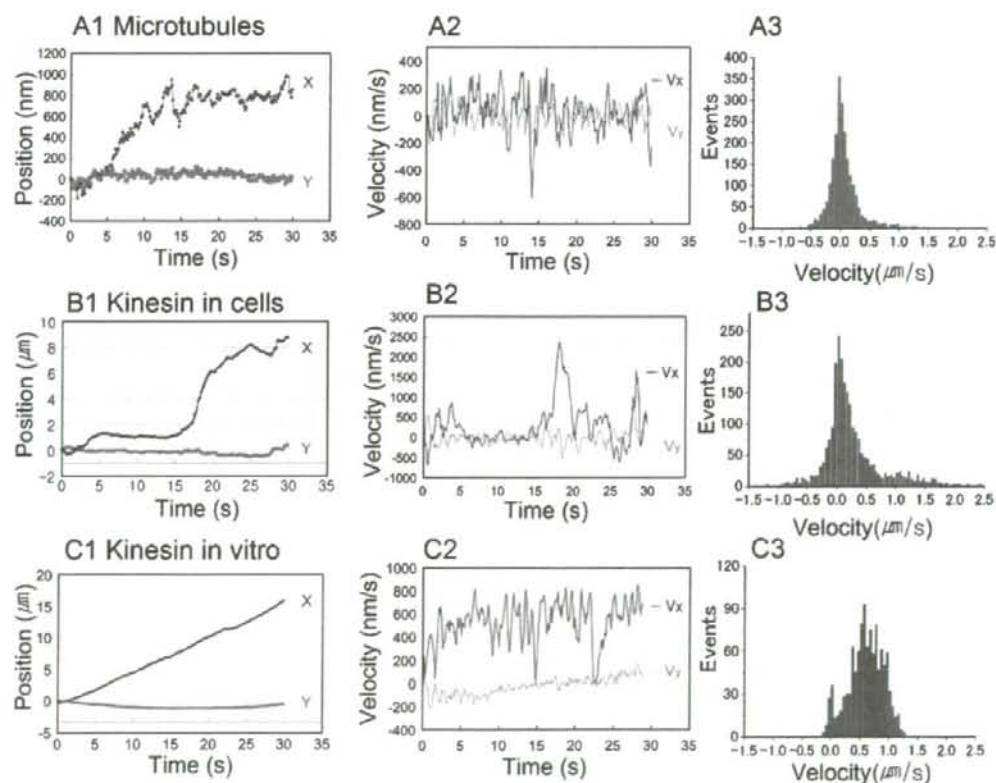 A1 Microtubules
Position (nm)
1200
1000
800
600
400
200
0
-200
-400
X
Y
0 5 10 15 20 25 30 35
Time (s)
A2
Velocity (nm/s)
600
400
200
0
-200
-400
-600
-800
Vx
Vy
0 5 10 15 20 25 30 35
Time (s)
A3
Events
400
350
300
250
200
150
100
50
0
-1.5 -1.0 -0.5 0.0 0.5 1.0 1.5 2.0 2.5
Velocity(μm/s)
B1 Kinesin in cells
Position (μm)
10
8
6
4
2
0
-2
X
Y
0 5 10 15 20 25 30 35
Time (s)
B2
Velocity (nm/s)
3000
2500
2000
1500
1000
500
0
-500
-1000
Vx
Vy
0 5 10 15 20 25 30 35
Time (s)
B3
Events
250
200
150
100
50
0
-1.5 -1.0 -0.5 0.0 0.5 1.0 1.5 2.0 2.5
Velocity(μm/s)
C1 Kinesin in vitro
Position (μm)
20
15
10
5
0
-5
X
Y
0 5 10 15 20 25 30 35
Time (s)
C2
Velocity (nm/s)
1000
800
600
400
200
0
-200
-400
Vx
Vy
0 5 10 15 20 25 30 35
Time (s)
C3
Events
120
90
60
30
0
-1.5 -1.0 -0.5 0.0 0.5 1.0 1.5 2.0 2.5
Velocity(μm/s)